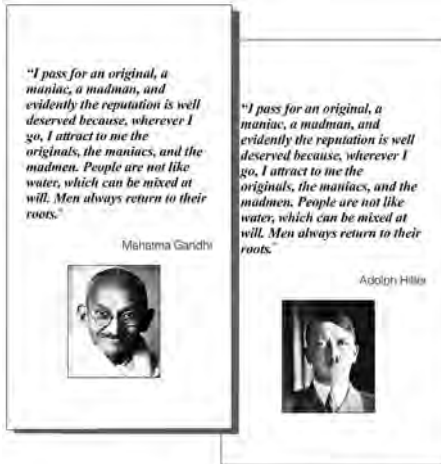 “I pass for an original, a
maniac, a madman, and
evidently the reputation is well
deserved because, wherever I
go, I attract to me the
originals, the maniacs, and the
madmen. People are not like
water, which can be mixed at
will. Men always return to their
roots.”
Mahatma Gandhi
“I pass for an original, a
maniac, a madman, and
evidently the reputation is well
deserved because, wherever I
go, I attract to me the
originals, the maniacs, and the
madmen. People are not like
water, which can be mixed at
will. Men always return to their
roots.”
Adolph Hitler